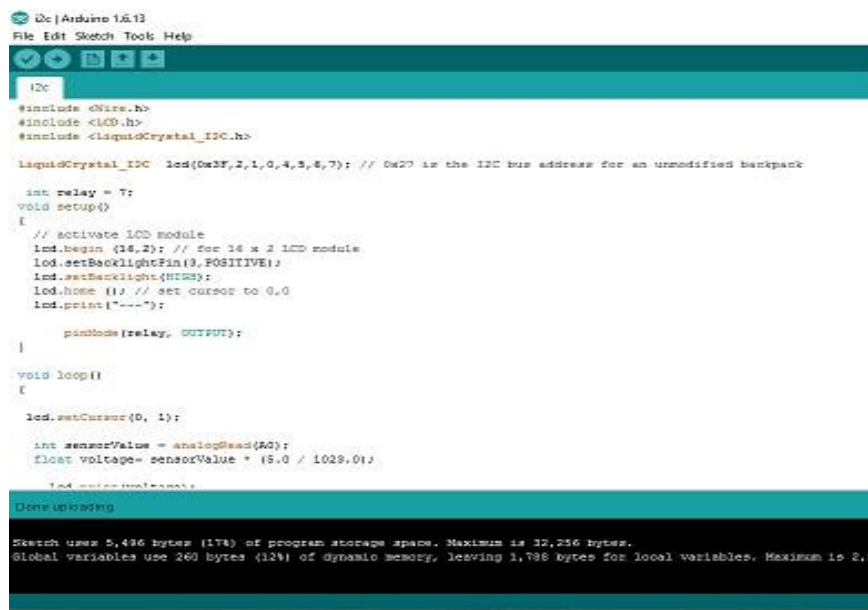 i2c | Arduino 1.6.13
File Edit Sketch Tools Help
i2c
#include <Wire.h>
#include <LCD.h>
#include <LiquidCrystal_I2C.h>
LiquidCrystal_I2C  lcd(0x3F,2,1,0,4,5,6,7); // 0x27 is the I2C bus address for an unmodified backpack
int relay = 7;
void setup()
{
// activate LCD module
lcd.begin (16,2); // for 16 x 2 LCD module
lcd.setBacklightPin(3,POSITIVE);
lcd.setBacklight(HIGH);
lcd.home (); // set cursor to 0,0
lcd.print("---");
pinMode(relay, OUTPUT);
}
void loop()
{
lcd.setCursor(0, 1);
int sensorValue = analogRead(A0);
float voltage= sensorValue * (5.0 / 1023.0);
lcd.print(voltage);
Done uploading.
Sketch uses 5,496 bytes (17%) of program storage space. Maximum is 32,256 bytes.
Global variables use 260 bytes (12%) of dynamic memory, leaving 1,788 bytes for local variables. Maximum is 2,